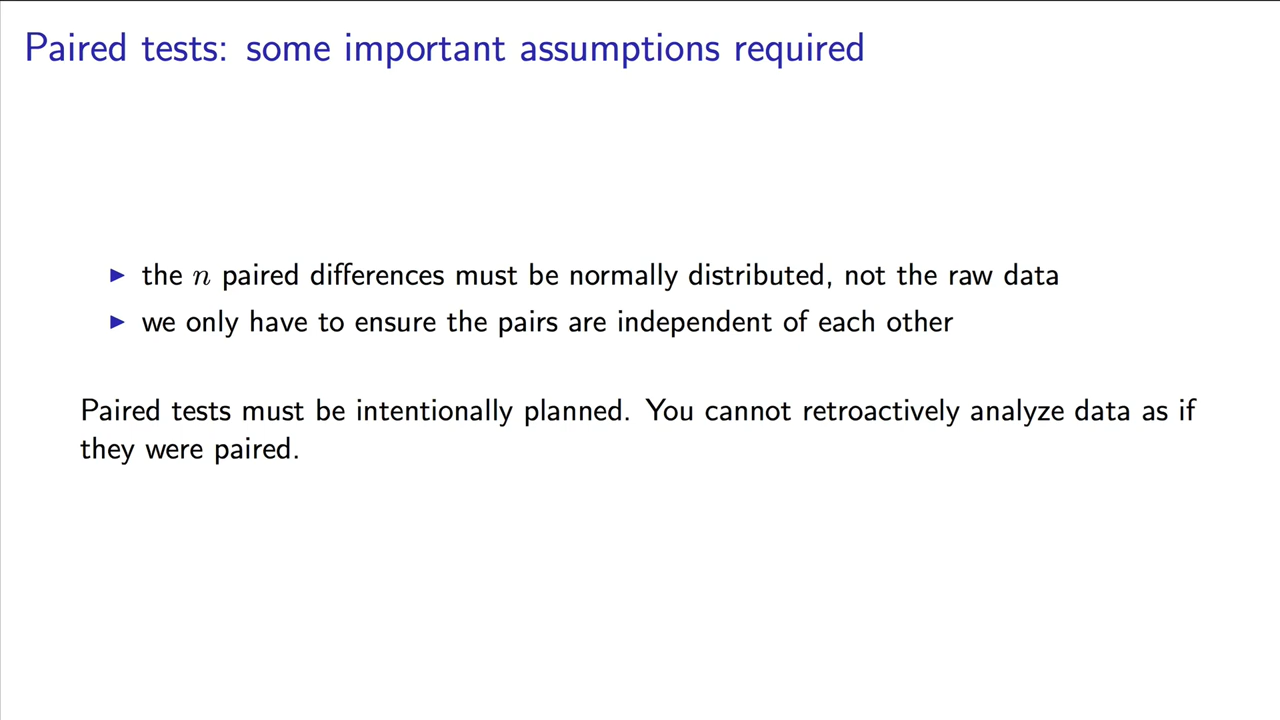 Paired tests: some important assumptions required
▶ the n paired differences must be normally distributed, not the raw data
▶ we only have to ensure the pairs are independent of each other
Paired tests must be intentionally planned. You cannot retroactively analyze data as if
they were paired.